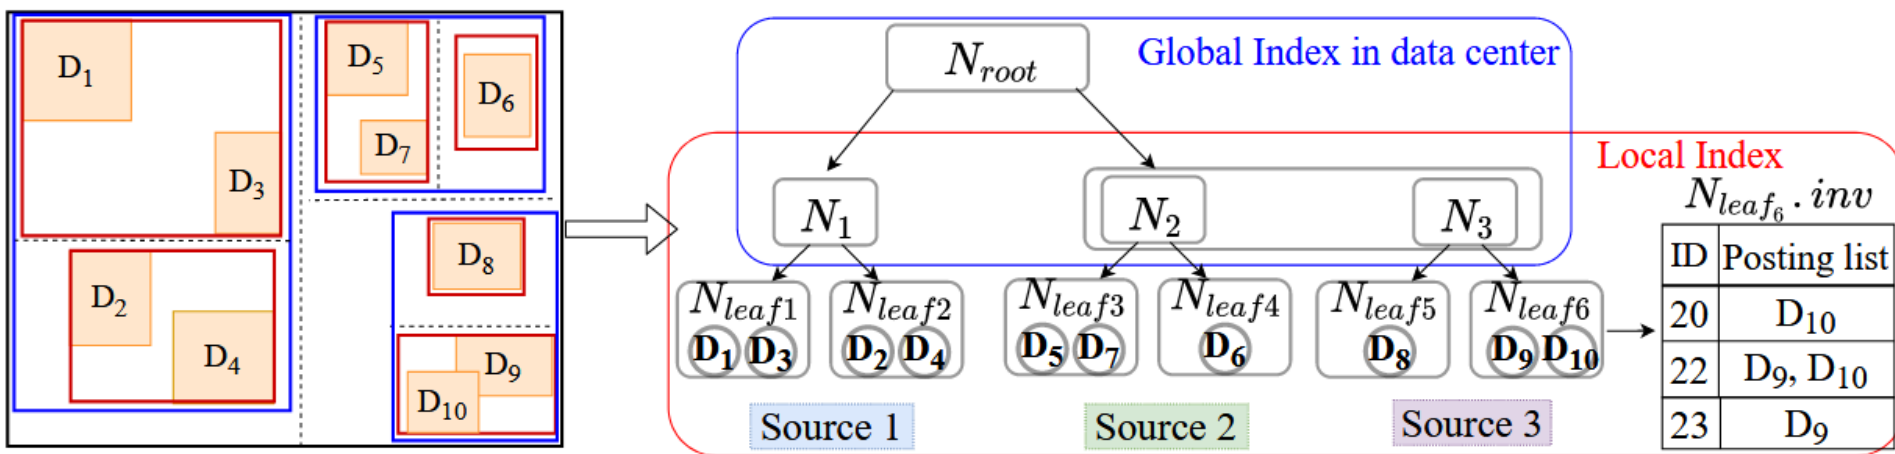 D1
D3
D2
D4
D5
D7
D6
D8
D9
D10
Global Index in data center
Nroot
Local Index
N1
N2
N3
Nleaf1
D1 D3
Nleaf2
D2 D4
Nleaf3
D5 D7
Nleaf4
D6
Nleaf5
D8
Nleaf6
D9 D10
Source 1
Source 2
Source 3
Nleaf6.inv
ID Posting list
20 D10
22 D9, D10
23 D9